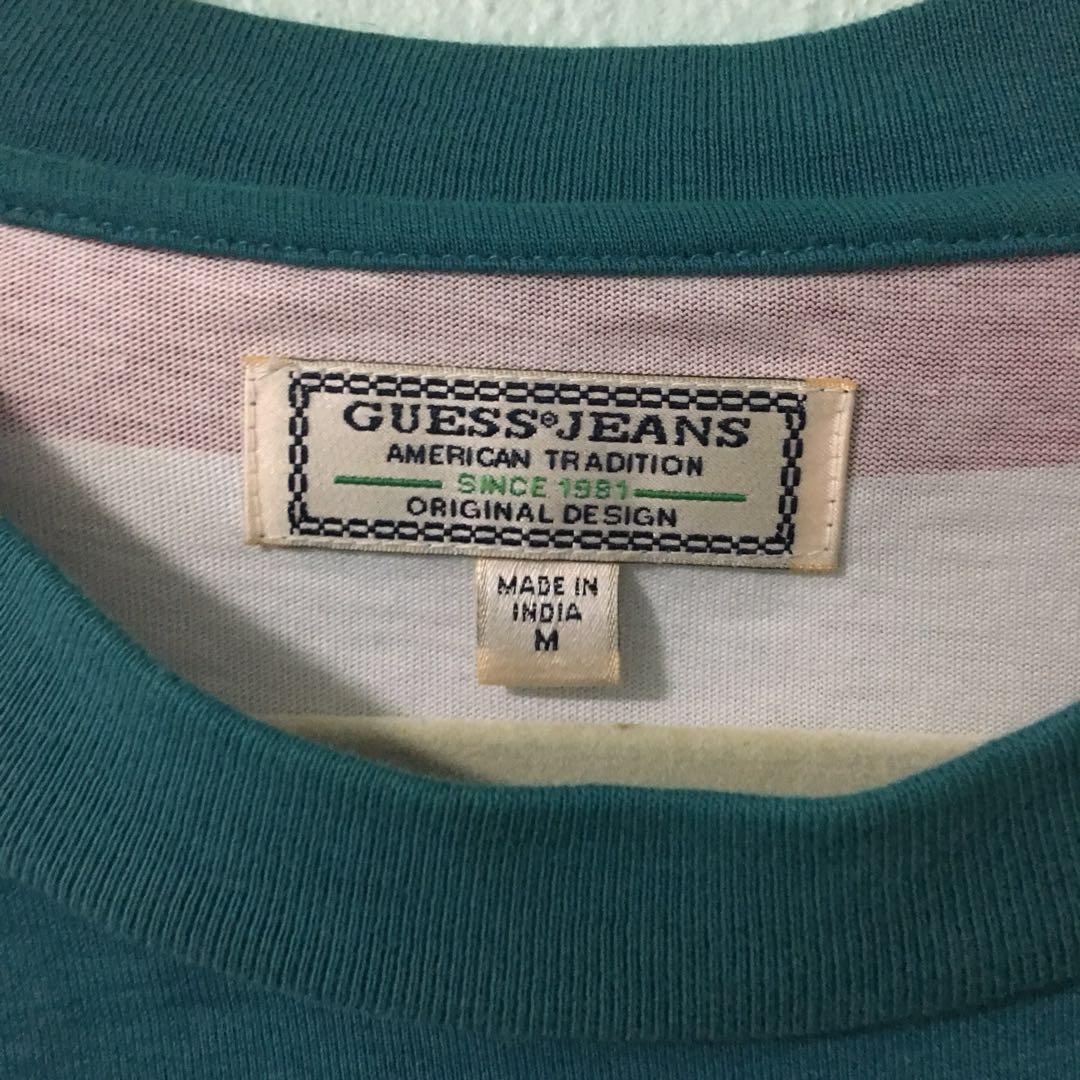 GUESS®JEANS
AMERICAN TRADITION
SINCE 1981
ORIGINAL DESIGN
MADE IN
INDIA
M